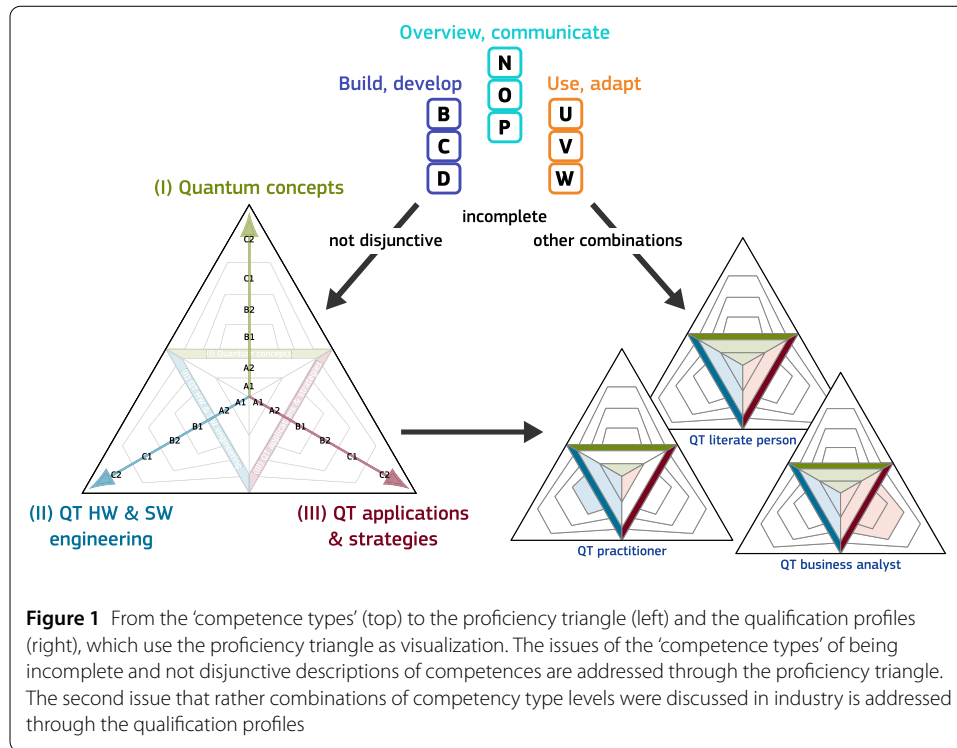 Overview, communicate
N
O
P
Build, develop
B
C
D
Use, adapt
U
V
W
incomplete
not disjunctive
other combinations
(I) Quantum concepts
C2
C1
B2
B1
(I) Quantum concepts
A2
A1
A1
A2
B1
B2
C1
C2
A1
A2
B1
B2
C1
C2
(II) QT HW & SW
engineering
(III) QT applications
& strategies
QT literate person
QT practitioner
QT business analyst
Figure 1 From the ‘competence types’ (top) to the proficiency triangle (left) and the qualification profiles
(right), which use the proficiency triangle as visualization. The issues of the ‘competence types’ of being
incomplete and not disjunctive descriptions of competences are addressed through the proficiency triangle.
The second issue that rather combinations of competency type levels were discussed in industry is addressed
through the qualification profiles